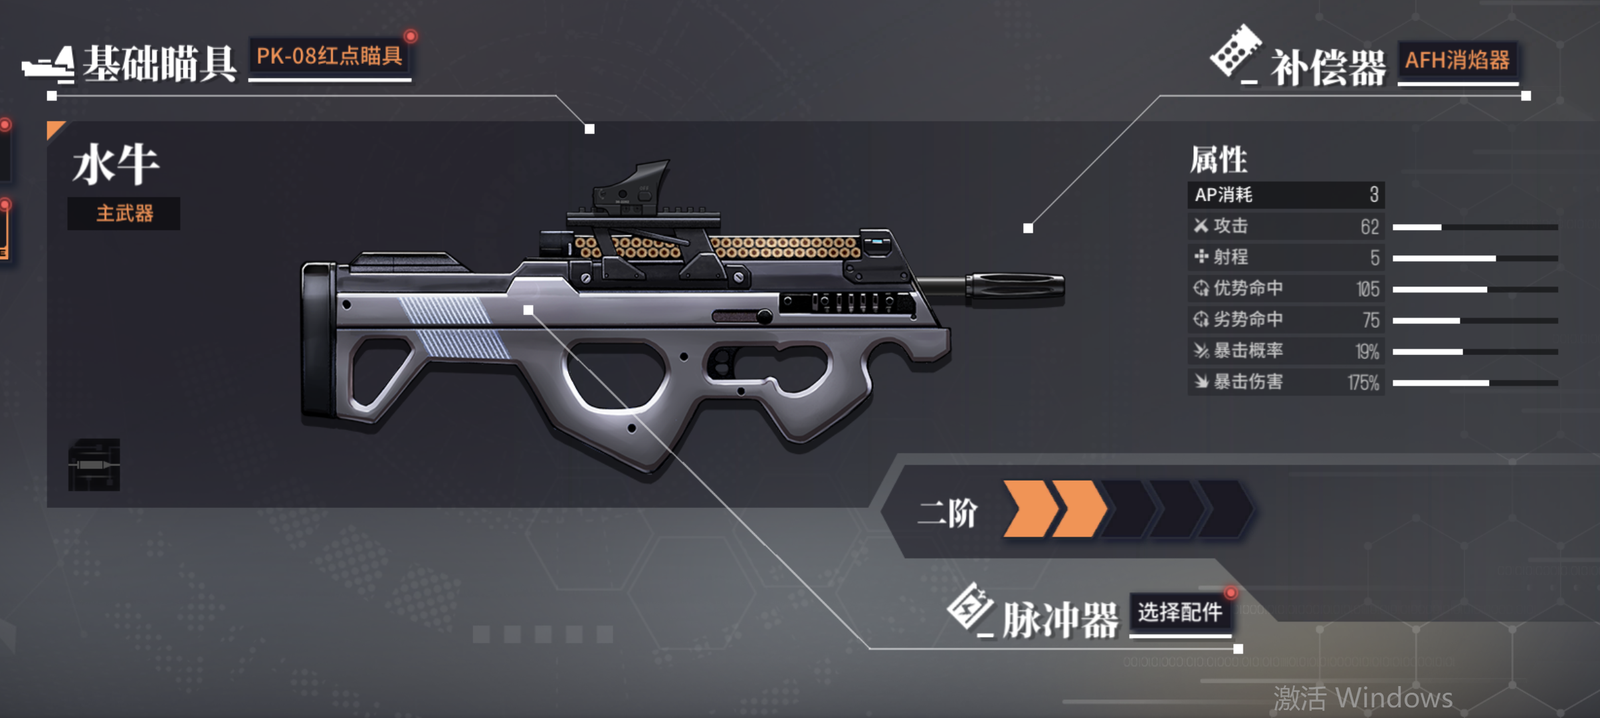 基础瞄具
PK-08红点瞄具
补偿器
AFH消焰器
水牛
主武器
属性
AP消耗 3
攻击 62
射程 5
优势命中 105
劣势命中 75
暴击概率 19%
暴击伤害 175%
二阶
脉冲器
选择配件
激活 Windows